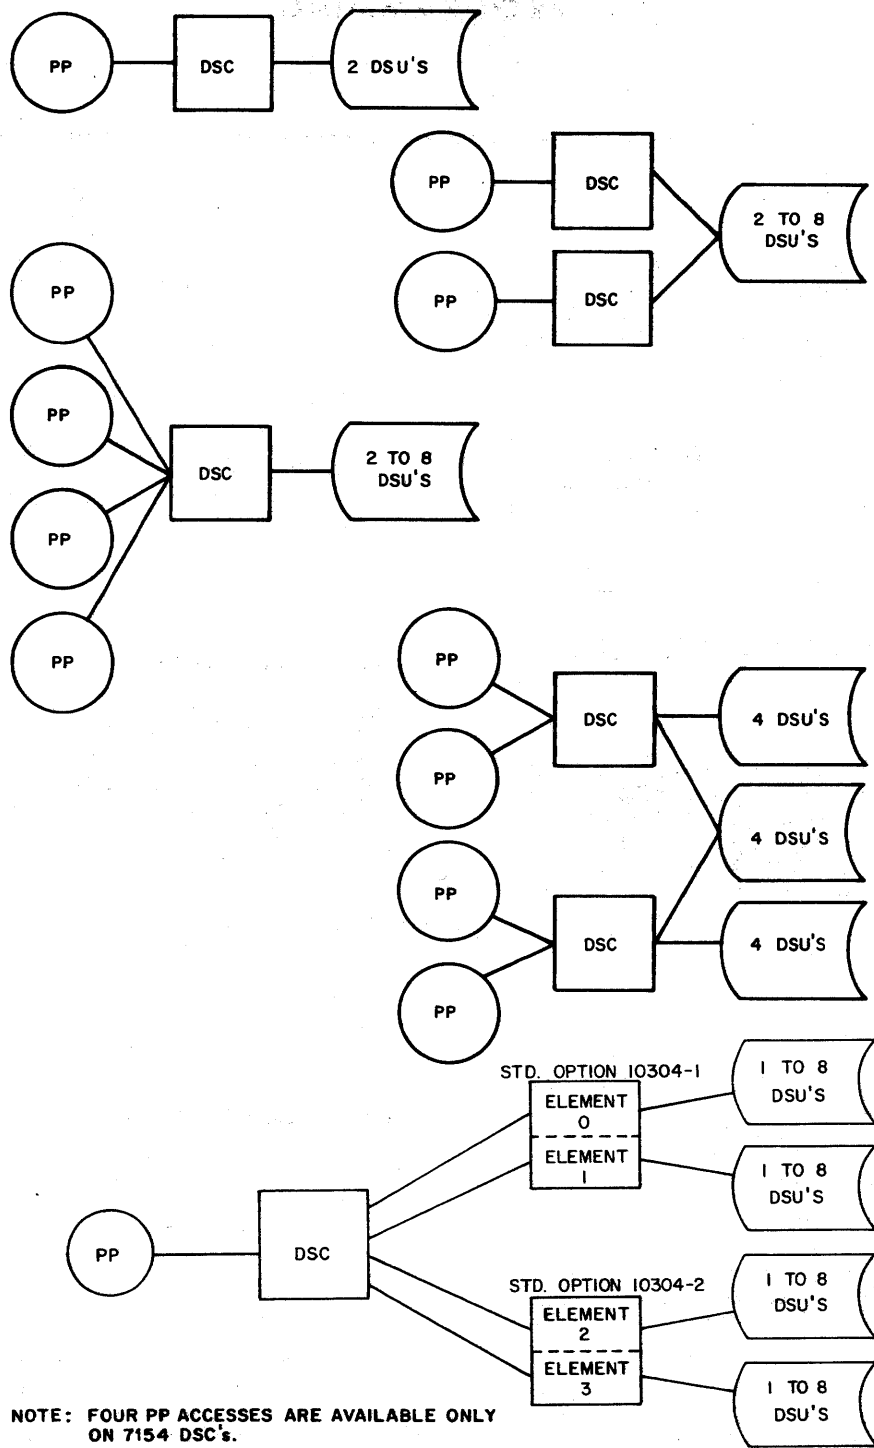 PP
DSC
2 DSU'S
PP
DSC
2 TO 8
DSU'S
PP
DSC
PP
PP
PP
PP
DSC
2 TO 8
DSU'S
PP
PP
DSC
4 DSU'S
PP
4 DSU'S
PP
DSC
4 DSU'S
PP
STD. OPTION 10304-1
ELEMENT
0
ELEMENT
1
1 TO 8
DSU'S
1 TO 8
DSU'S
PP
DSC
STD. OPTION 10304-2
ELEMENT
2
ELEMENT
3
1 TO 8
DSU'S
1 TO 8
DSU'S
NOTE: FOUR PP ACCESSES ARE AVAILABLE ONLY
ON 7154 DSC's.